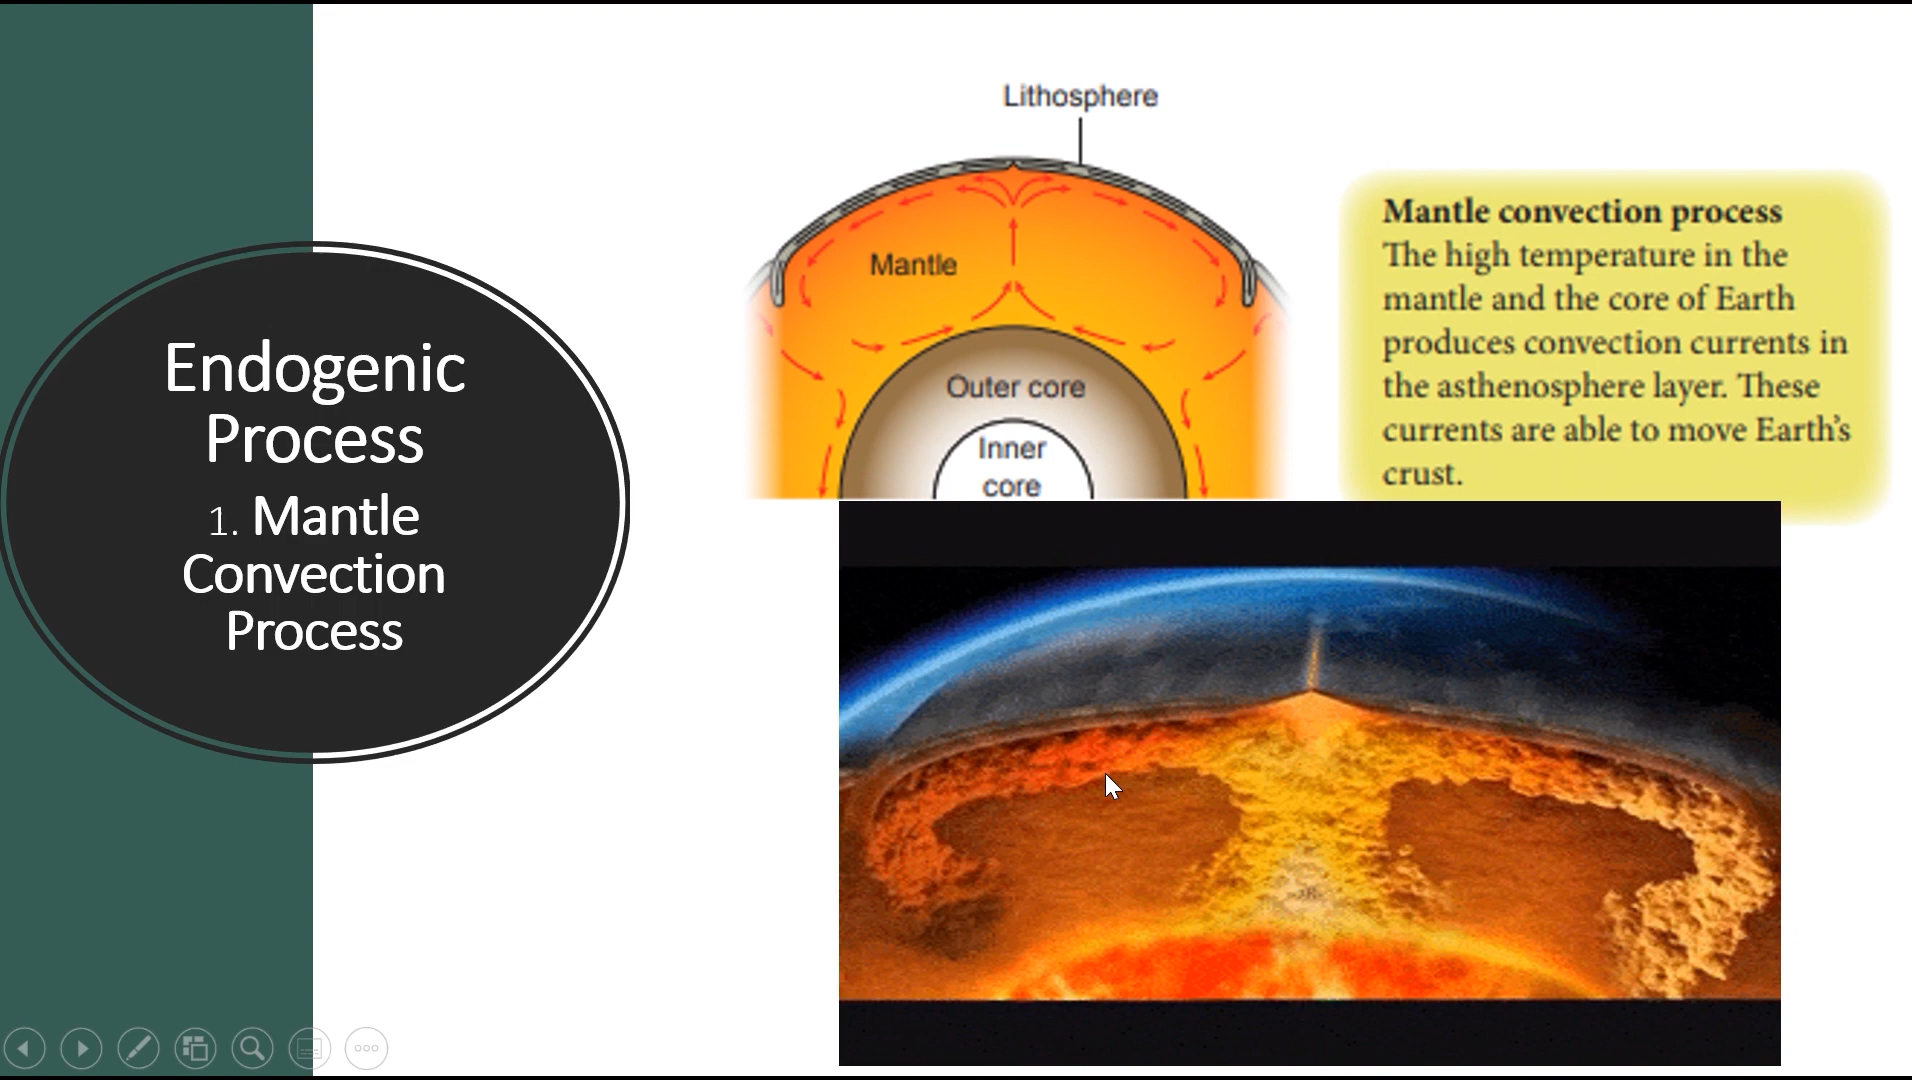 Endogenic
Process
1. Mantle
Convection
Process
Lithosphere
Mantle
Outer core
Inner
core
Mantle convection process
The high temperature in the
mantle and the core of Earth
produces convection currents in
the asthenosphere layer. These
currents are able to move Earth's
crust.